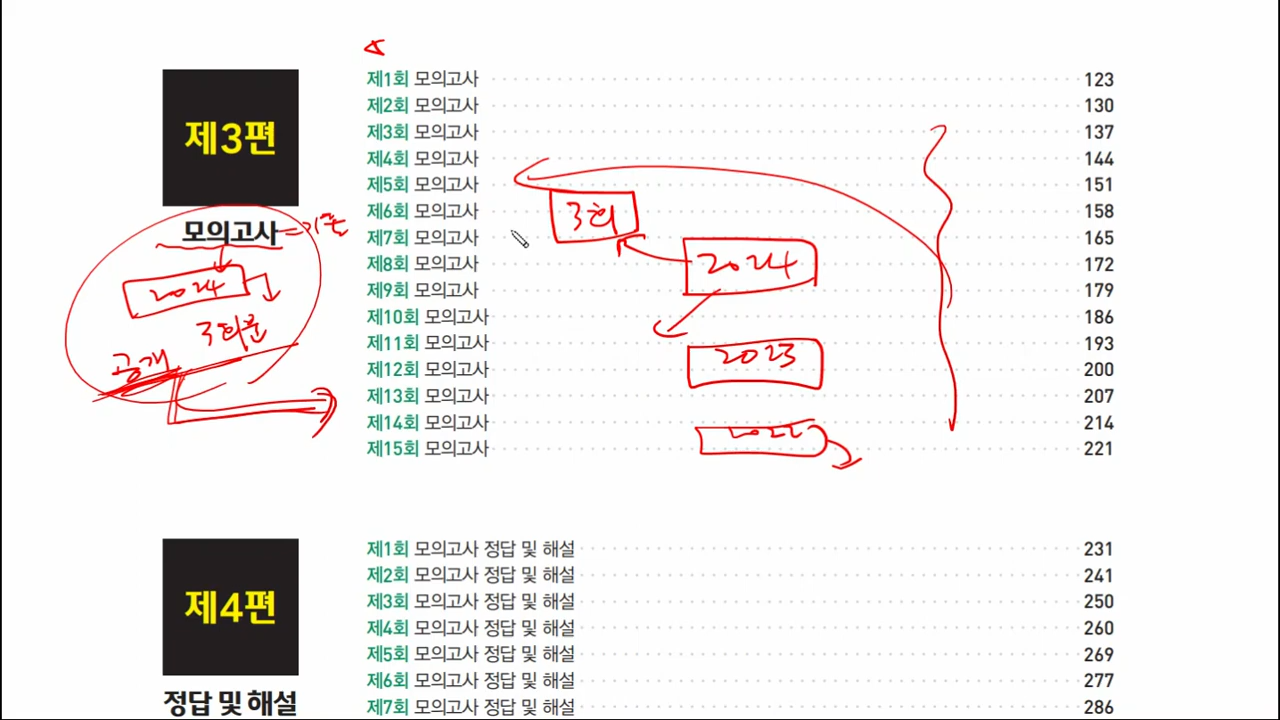 제3편
모의고사 = 기준
2024
3회분
공개
제1회 모의고사 123
제2회 모의고사 130
제3회 모의고사 137
제4회 모의고사 144
제5회 모의고사 151
제6회 모의고사 158
제7회 모의고사 165
제8회 모의고사 172
제9회 모의고사 179
제10회 모의고사 186
제11회 모의고사 193
제12회 모의고사 200
제13회 모의고사 207
제14회 모의고사 214
제15회 모의고사 221
3회
2024
2023
2022
제4편
정답 및 해설
제1회 모의고사 정답 및 해설 231
제2회 모의고사 정답 및 해설 241
제3회 모의고사 정답 및 해설 250
제4회 모의고사 정답 및 해설 260
제5회 모의고사 정답 및 해설 269
제6회 모의고사 정답 및 해설 277
제7회 모의고사 정답 및 해설 286